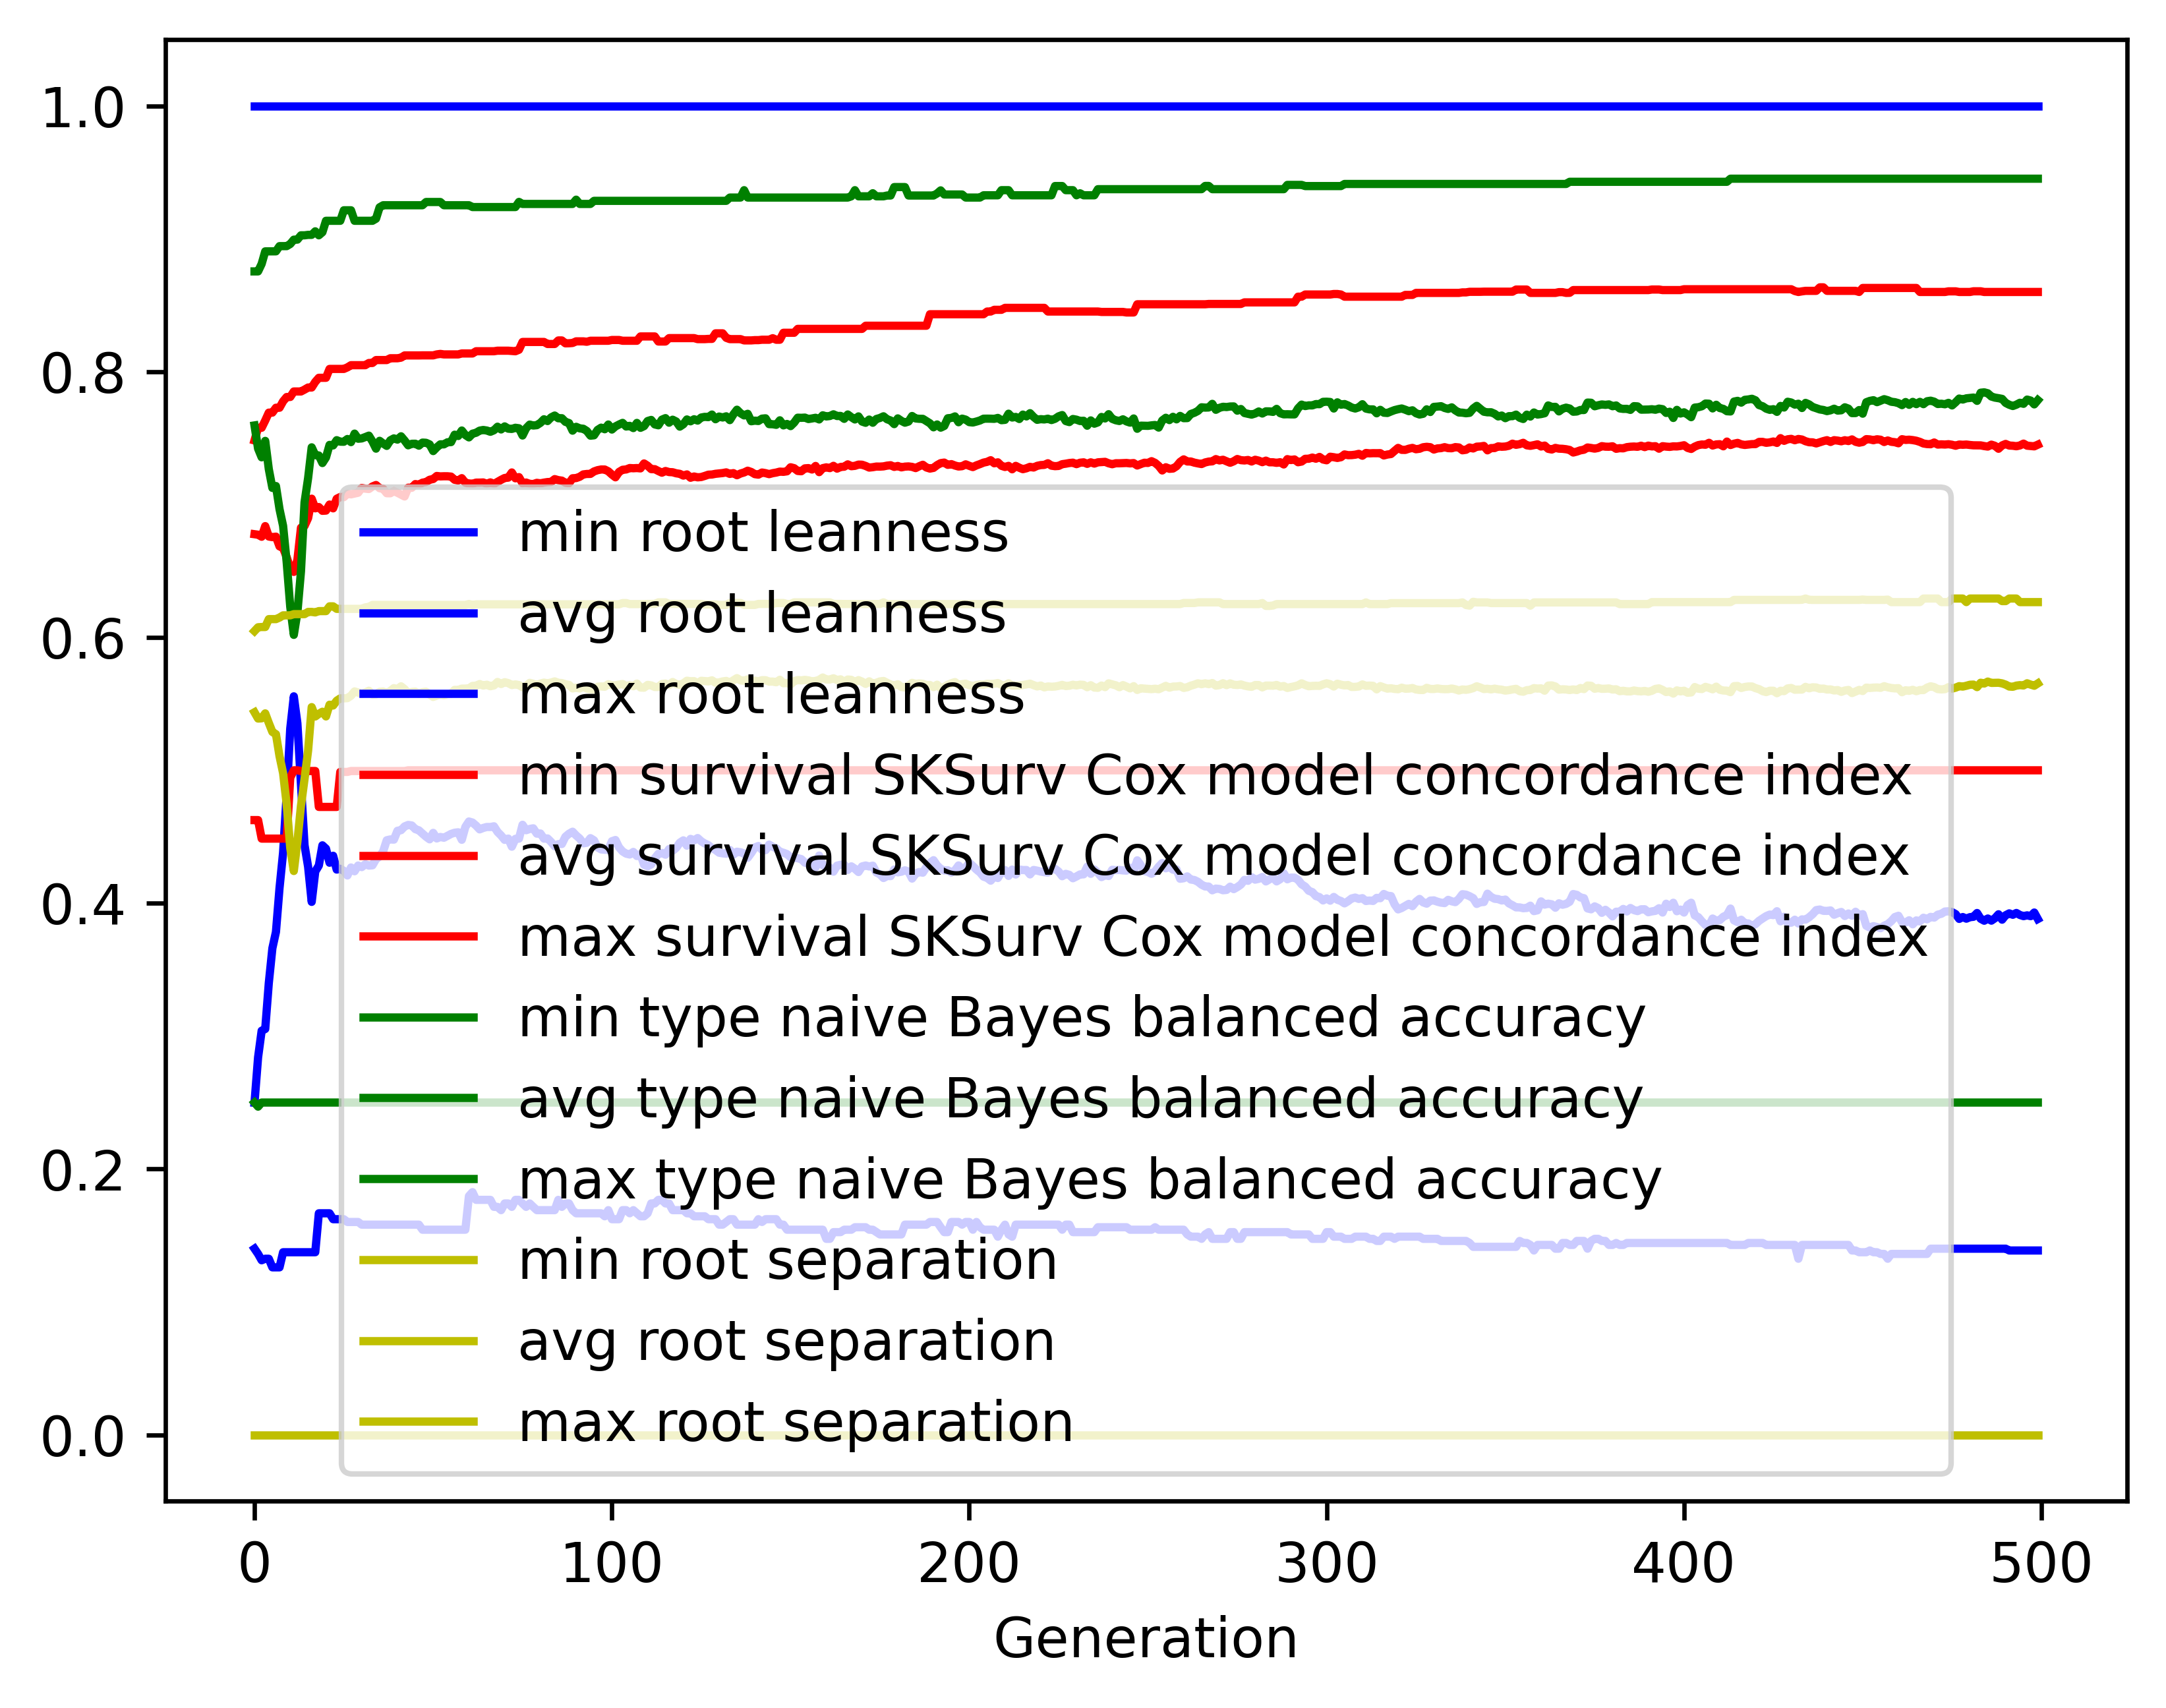 1.0
0.8
0.6
0.4
0.2
0.0
min root leanness
avg root leanness
max root leanness
min survival SKSurv Cox model concordance index
avg survival SKSurv Cox model concordance index
max survival SKSurv Cox model concordance index
min type naive Bayes balanced accuracy
avg type naive Bayes balanced accuracy
max type naive Bayes balanced accuracy
min root separation
avg root separation
max root separation
0 100 200 300 400 500
Generation